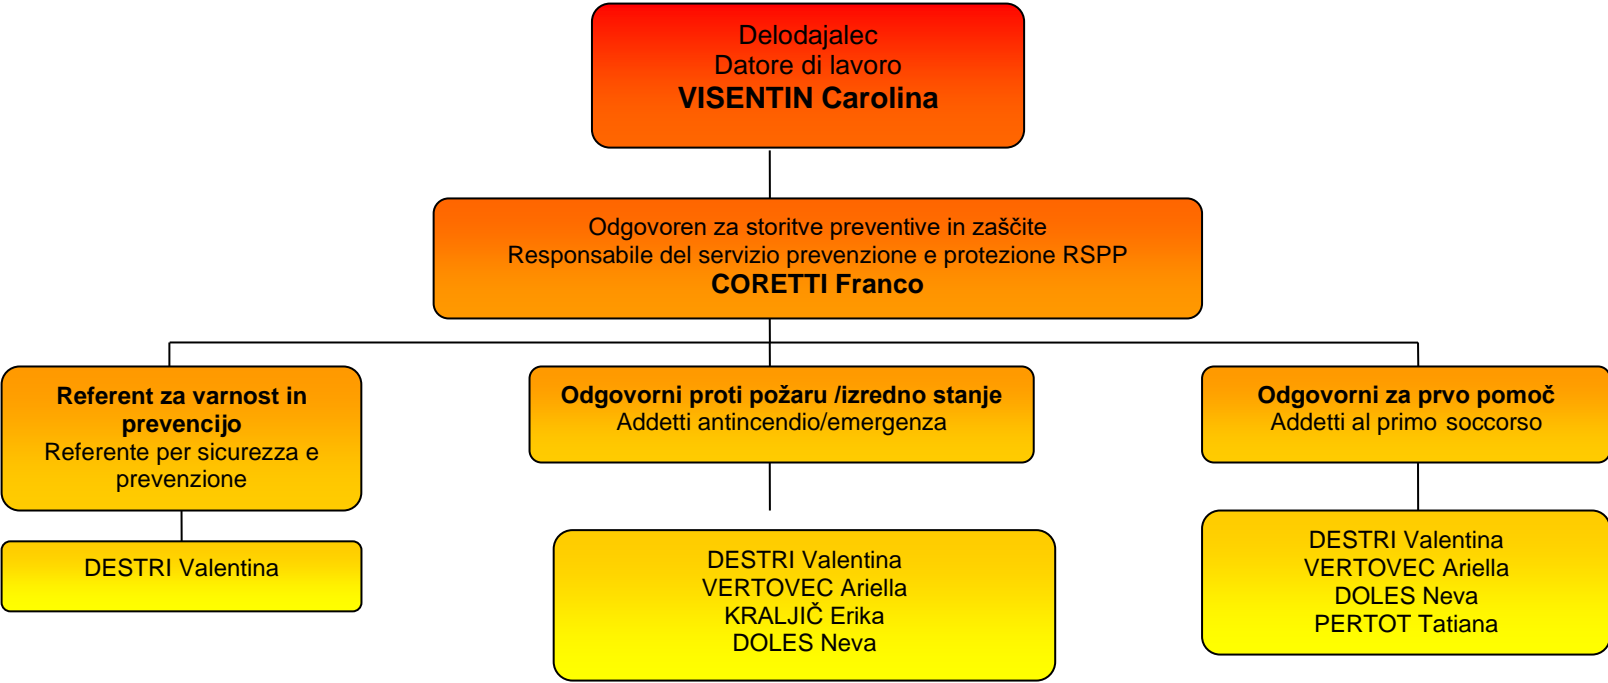 Delodajalec
Datore di lavoro
VISENTIN Carolina
Odgovoren za storitve preventive in zaščite
Responsabile del servizio prevenzione e protezione RSPP
CORETTI Franco
Referent za varnost in
prevencijo
Referente per sicurezza e
prevenzione
DESTRI Valentina
Odgovorni proti požaru /izredno stanje
Addetti antincendio/emergenza
DESTRI Valentina
VERTOVEC Ariella
KRALJIČ Erika
DOLES Neva
Odgovorni za prvo pomoč
Addetti al primo soccorso
DESTRI Valentina
VERTOVEC Ariella
DOLES Neva
PERTOT Tatiana